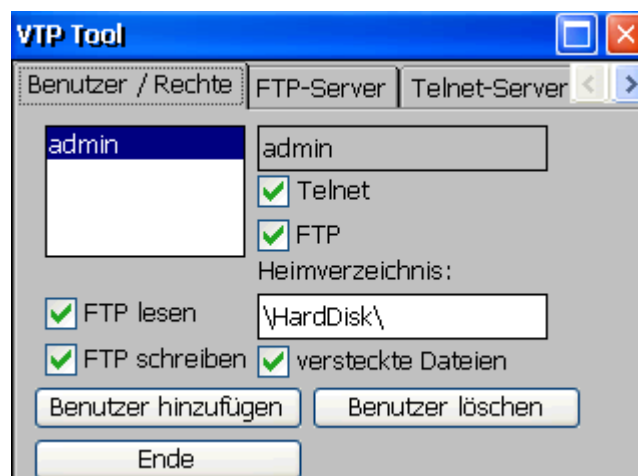 VTP Tool
Benutzer / Rechte
FTP-Server
Telnet-Server
admin
admin
Telnet
FTP
Heimverzeichnis:
FTP lesen
\HardDisk\
FTP schreiben
versteckte Dateien
Benutzer hinzufügen
Benutzer löschen
Ende